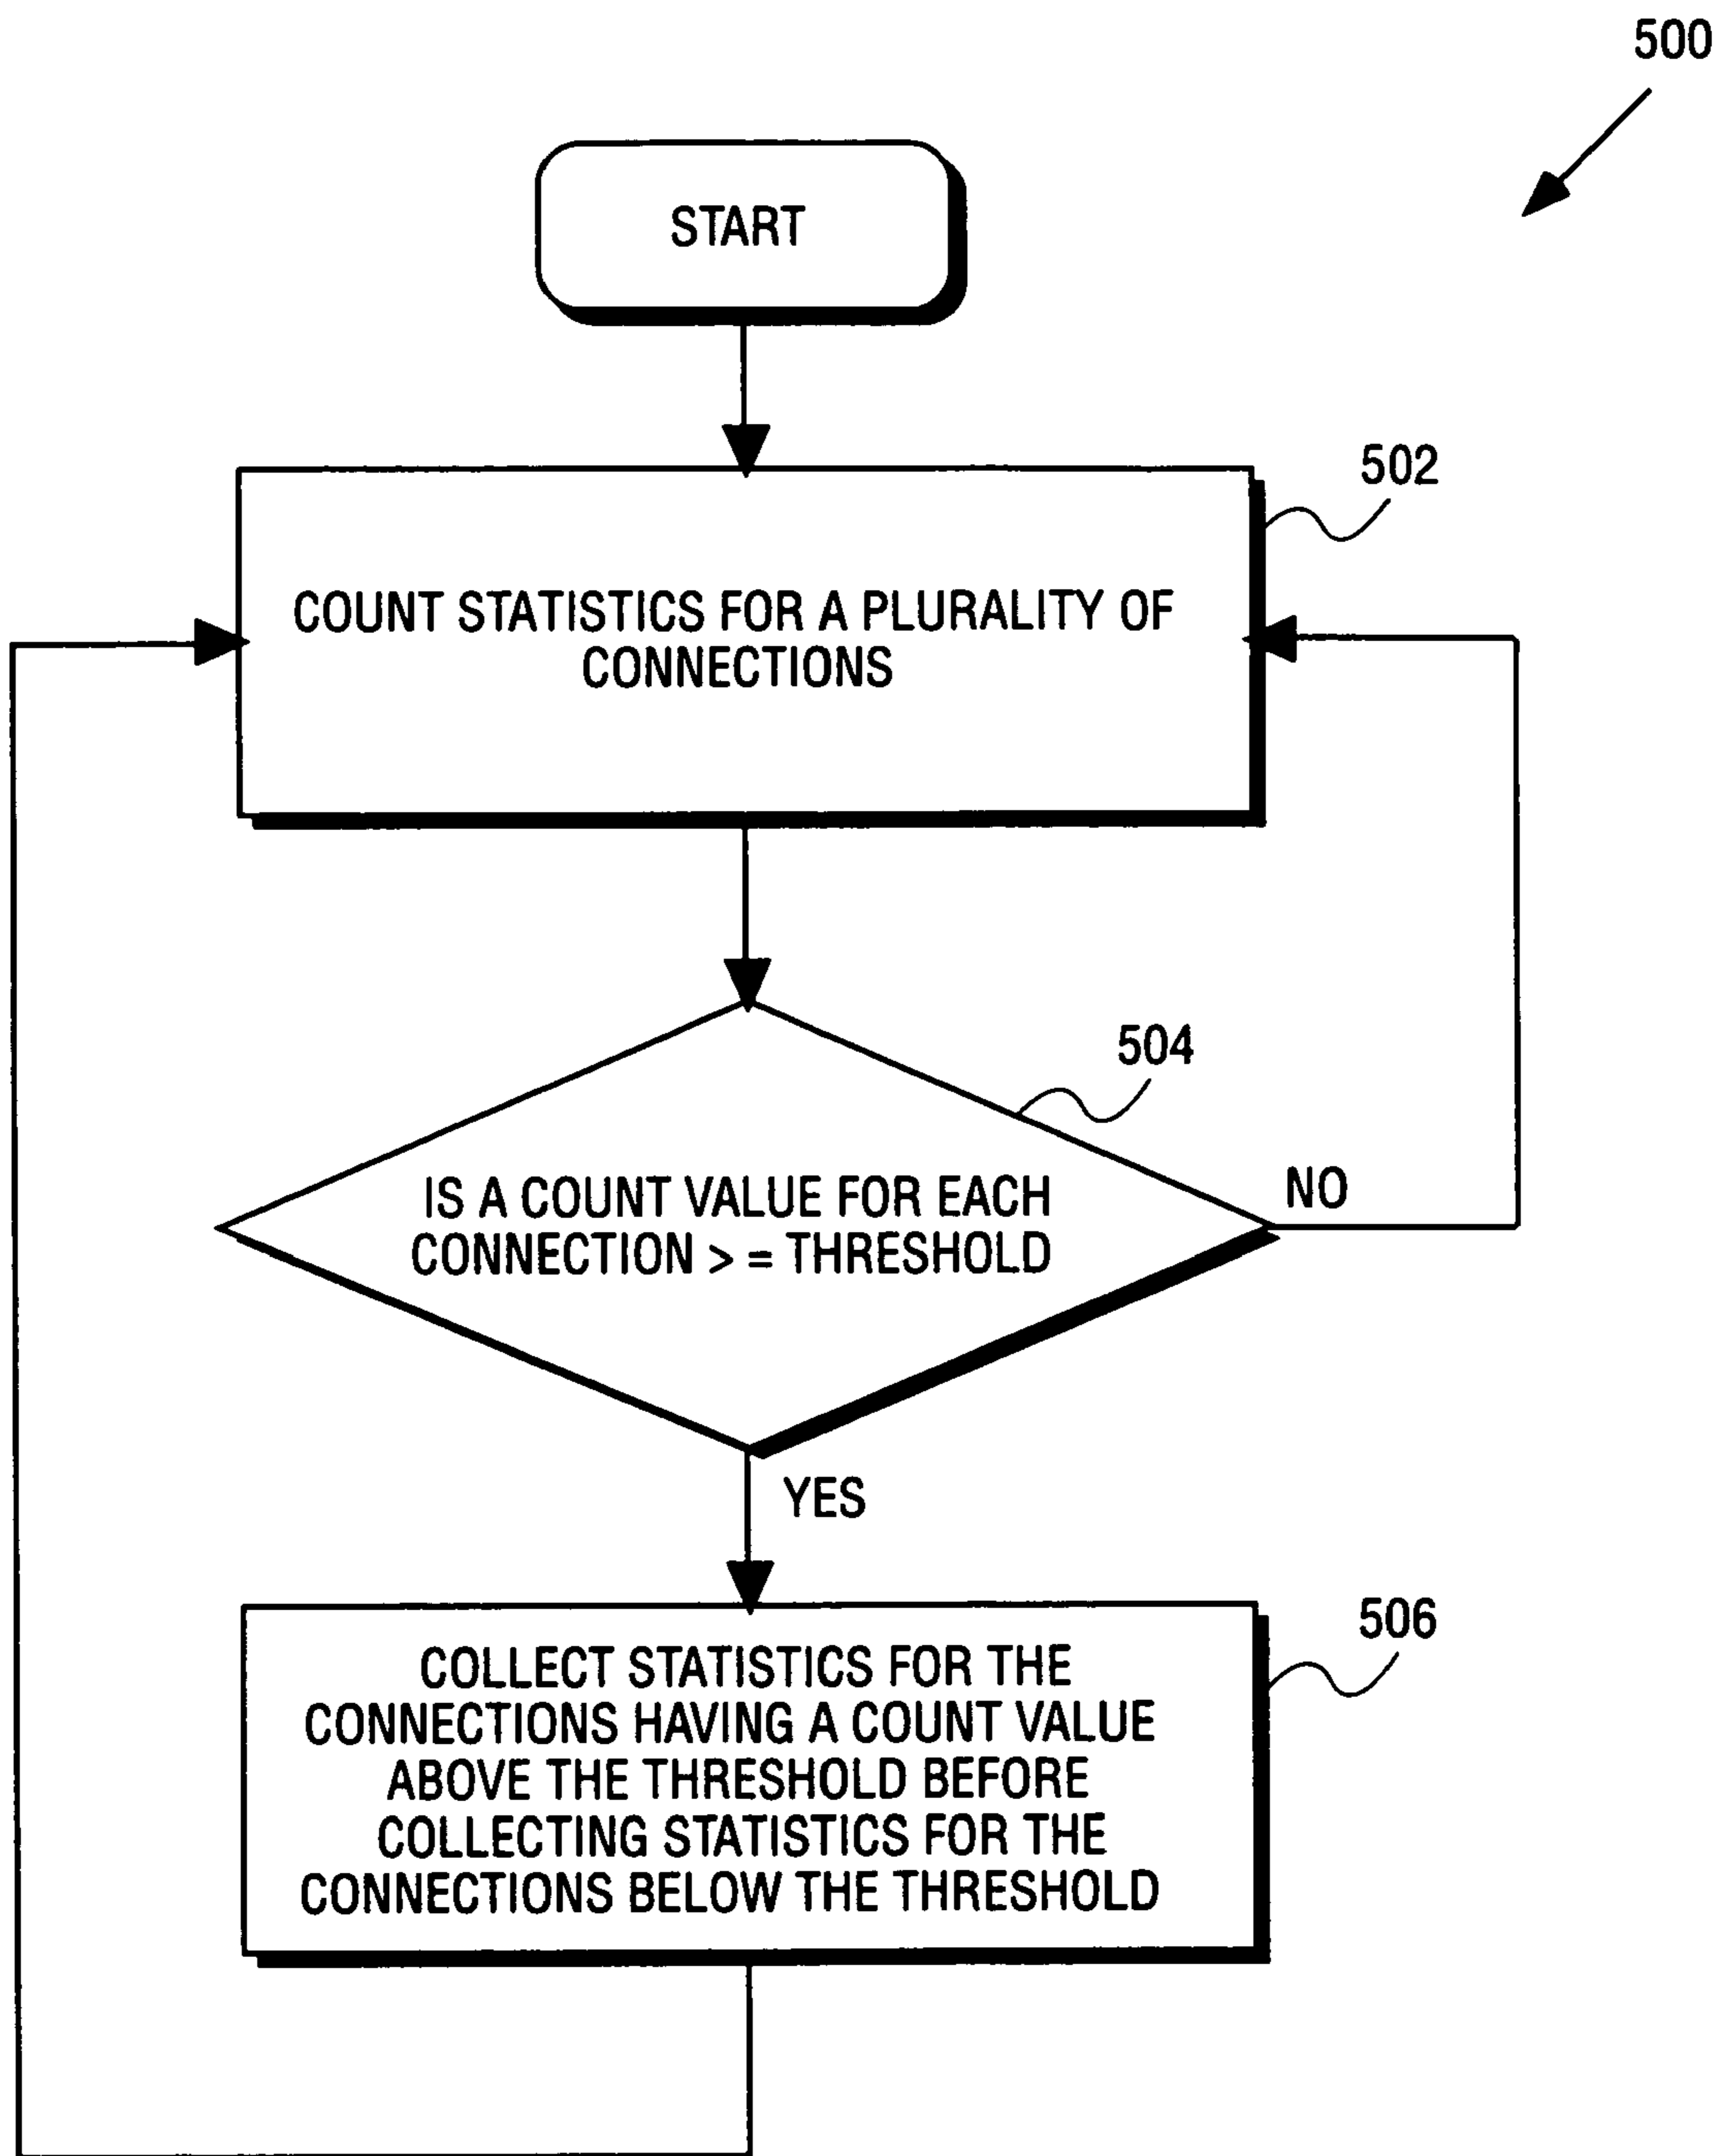 500
START
502
COUNT STATISTICS FOR A PLURALITY OF
CONNECTIONS
504
IS A COUNT VALUE FOR EACH
CONNECTION > = THRESHOLD
NO
YES
506
COLLECT STATISTICS FOR THE
CONNECTIONS HAVING A COUNT VALUE
ABOVE THE THRESHOLD BEFORE
COLLECTING STATISTICS FOR THE
CONNECTIONS BELOW THE THRESHOLD